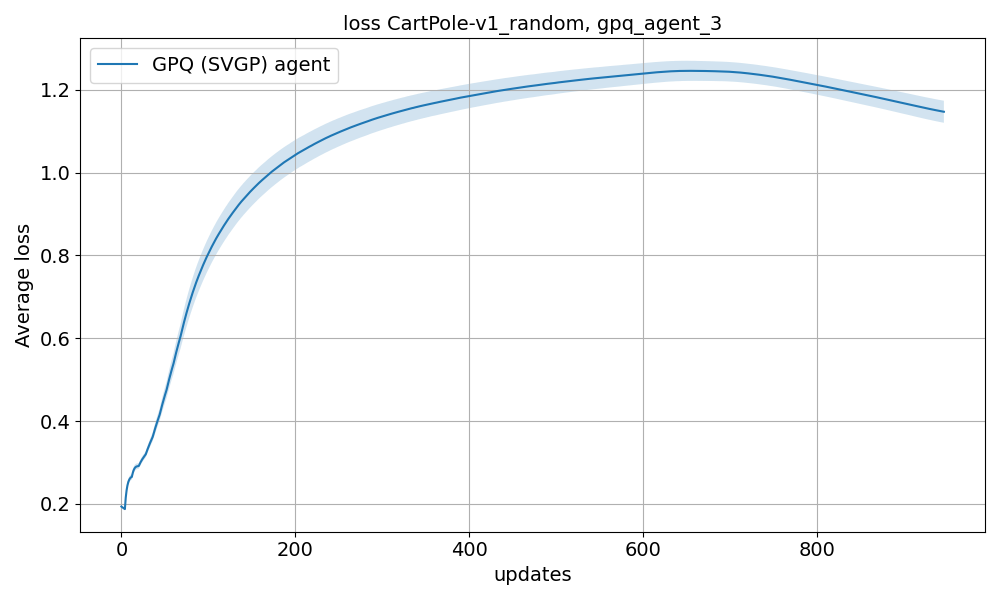 loss CartPole-v1_random, gpq_agent_3
GPQ (SVGP) agent
Average loss
1.2
1.0
0.8
0.6
0.4
0.2
0 200 400 600 800
updates